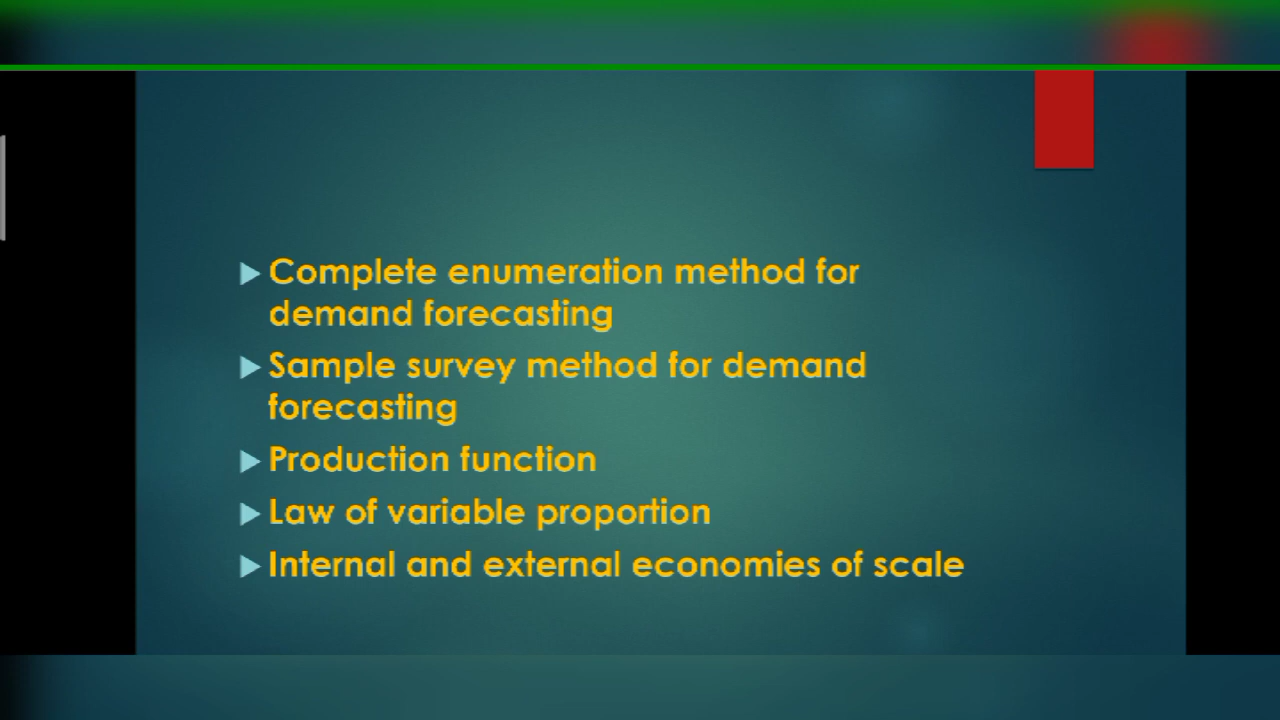 Complete enumeration method for
demand forecasting
Sample survey method for demand
forecasting
Production function
Law of variable proportion
Internal and external economies of scale